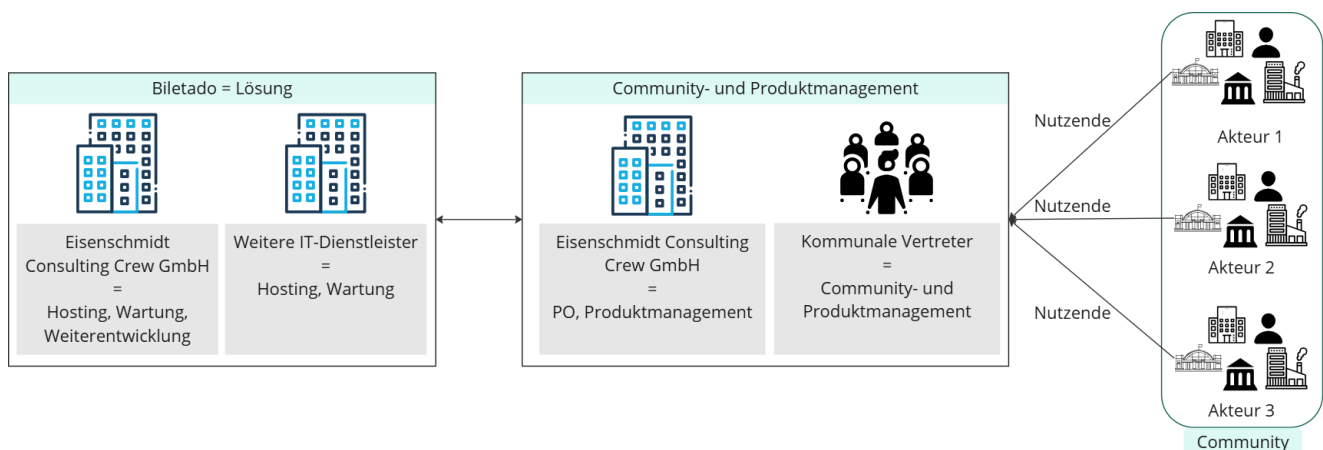 Biletado = Lösung
Eisenschmidt
Consulting Crew GmbH
=
Hosting, Wartung,
Weiterentwicklung
Weitere IT-Dienstleister
=
Hosting, Wartung
Community- und Produktmanagement
Eisenschmidt Consulting
Crew GmbH
=
PO, Produktmanagement
Kommunale Vertreter
=
Community- und
Produktmanagement
Nutzende
Nutzende
Nutzende
Akteur 1
Akteur 2
Akteur 3
Community